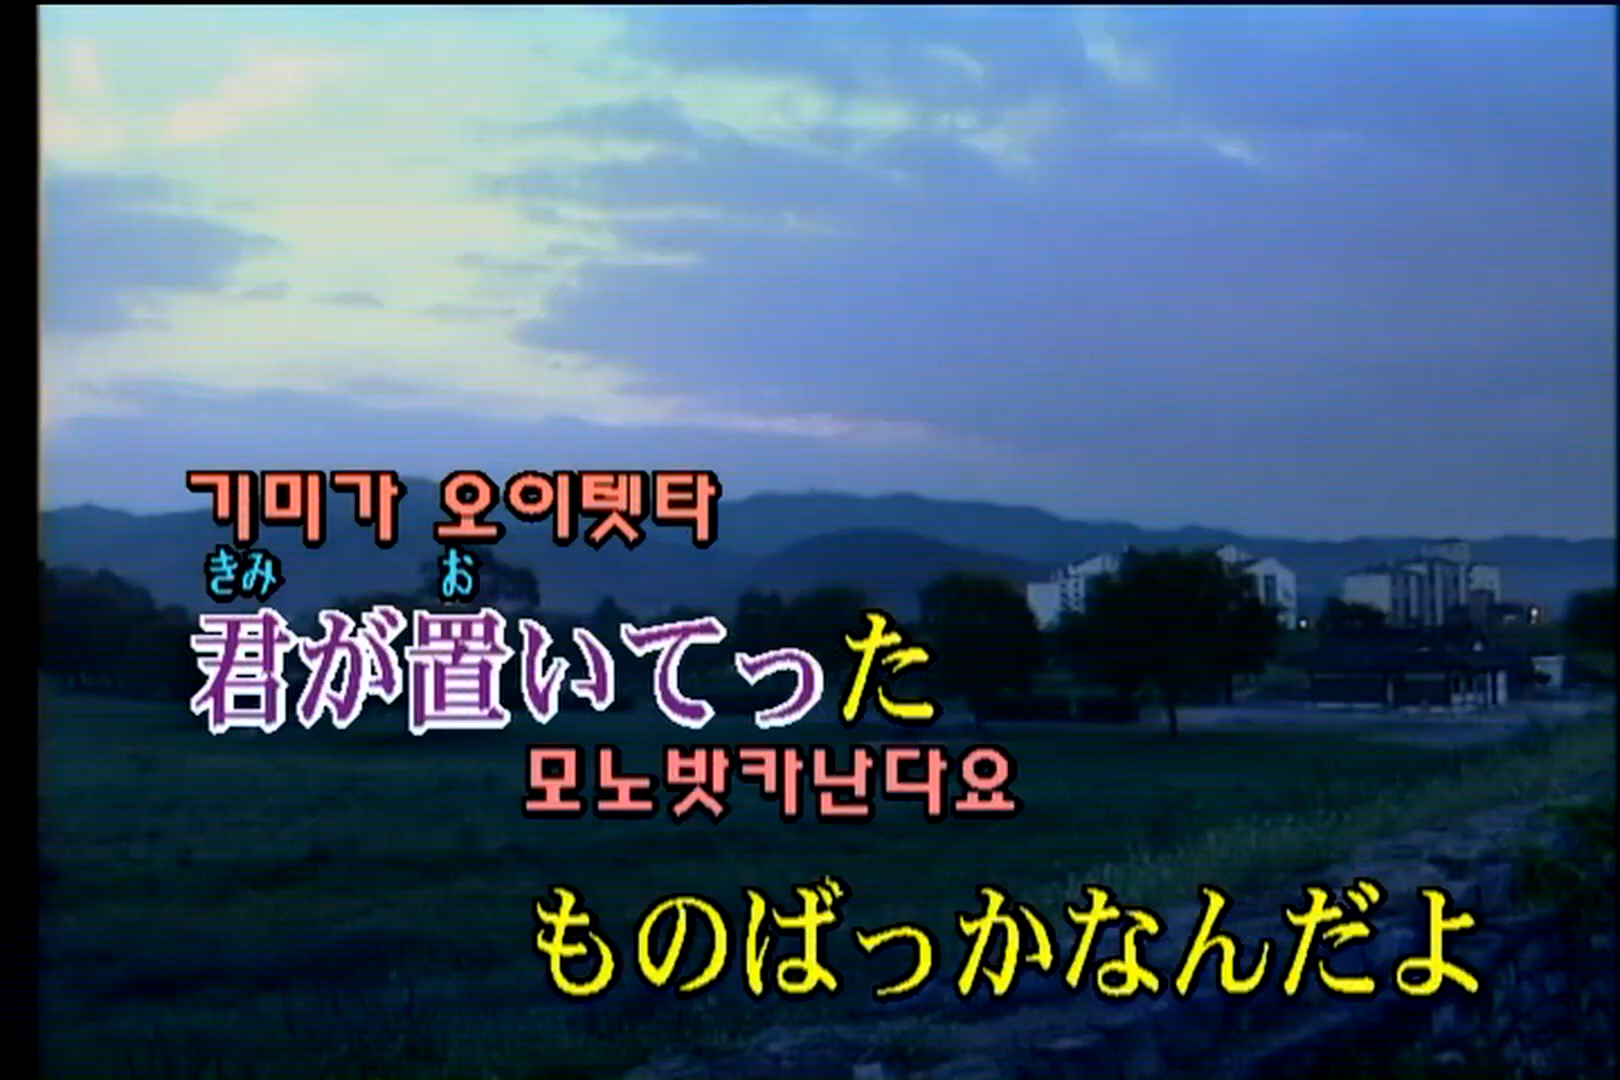 기미가 오이텟타
きみ お
君が置いてった
모노밧카난다요
ものばっかなんだよ